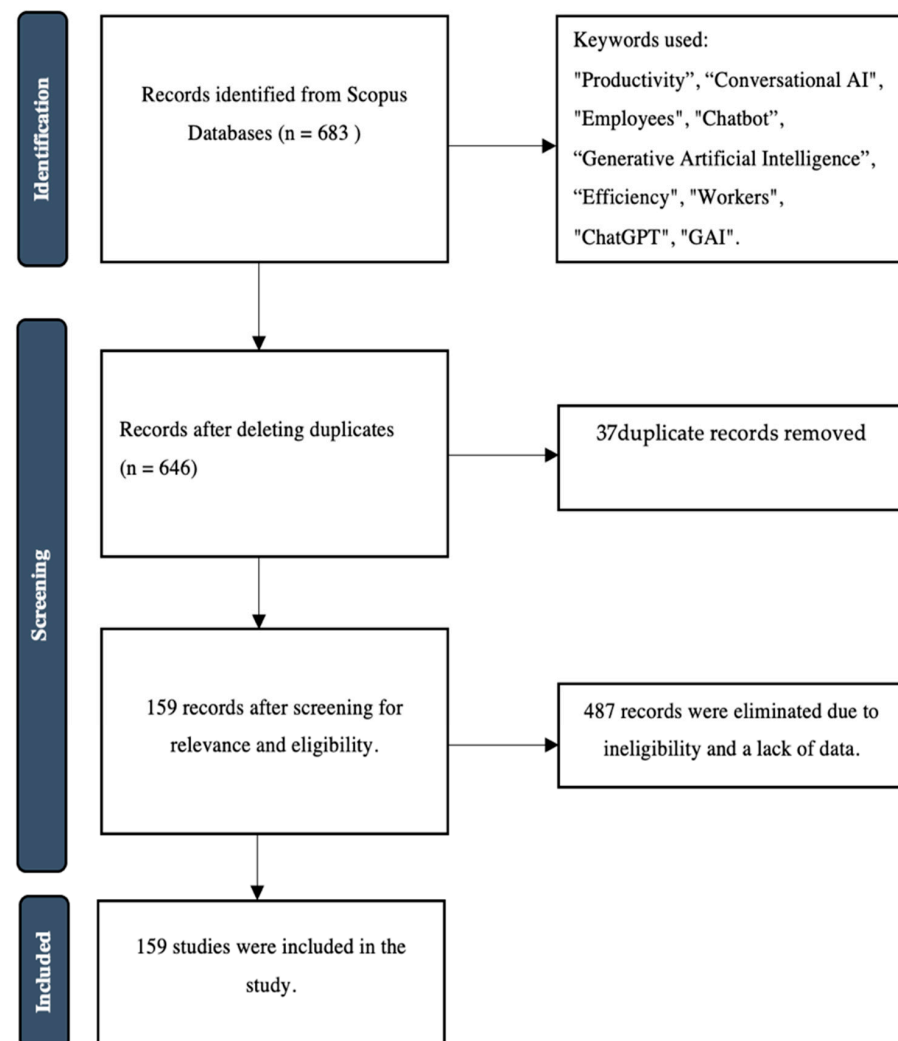 Identification
Records identified from Scopus
Databases (n = 683 )
Keywords used:
"Productivity”, “Conversational AI",
"Employees", "Chatbot”,
“Generative Artificial Intelligence”,
“Efficiency", "Workers",
"ChatGPT", "GAI".
Screening
Records after deleting duplicates
(n = 646)
37duplicate records removed
159 records after screening for
relevance and eligibility.
487 records were eliminated due to
ineligibility and a lack of data.
Included
159 studies were included in the
study.